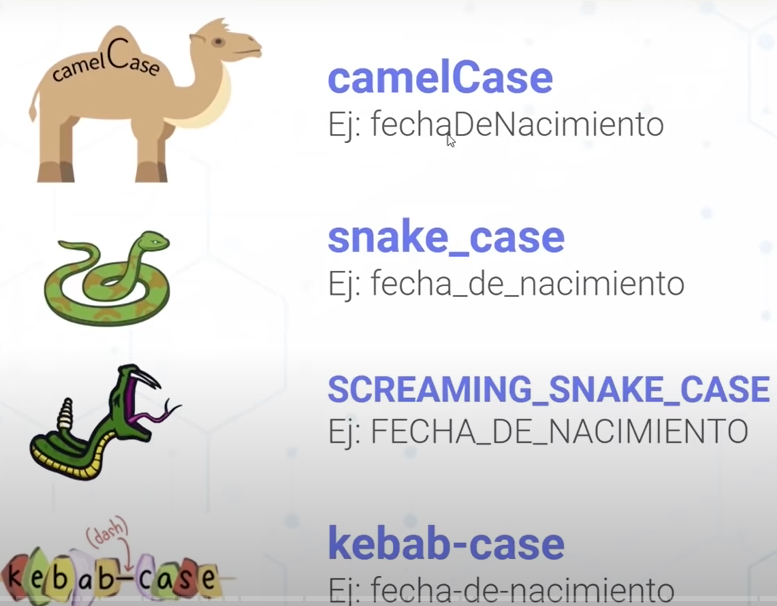 camelCase
camelCase
Ej: fechaDeNacimiento
snake_case
Ej: fecha_de_nacimiento
SCREAMING_SNAKE_CASE
Ej: FECHA_DE_NACIMIENTO
(dash)
kebab-case
kebab-case
Ej: fecha-de-nacimiento